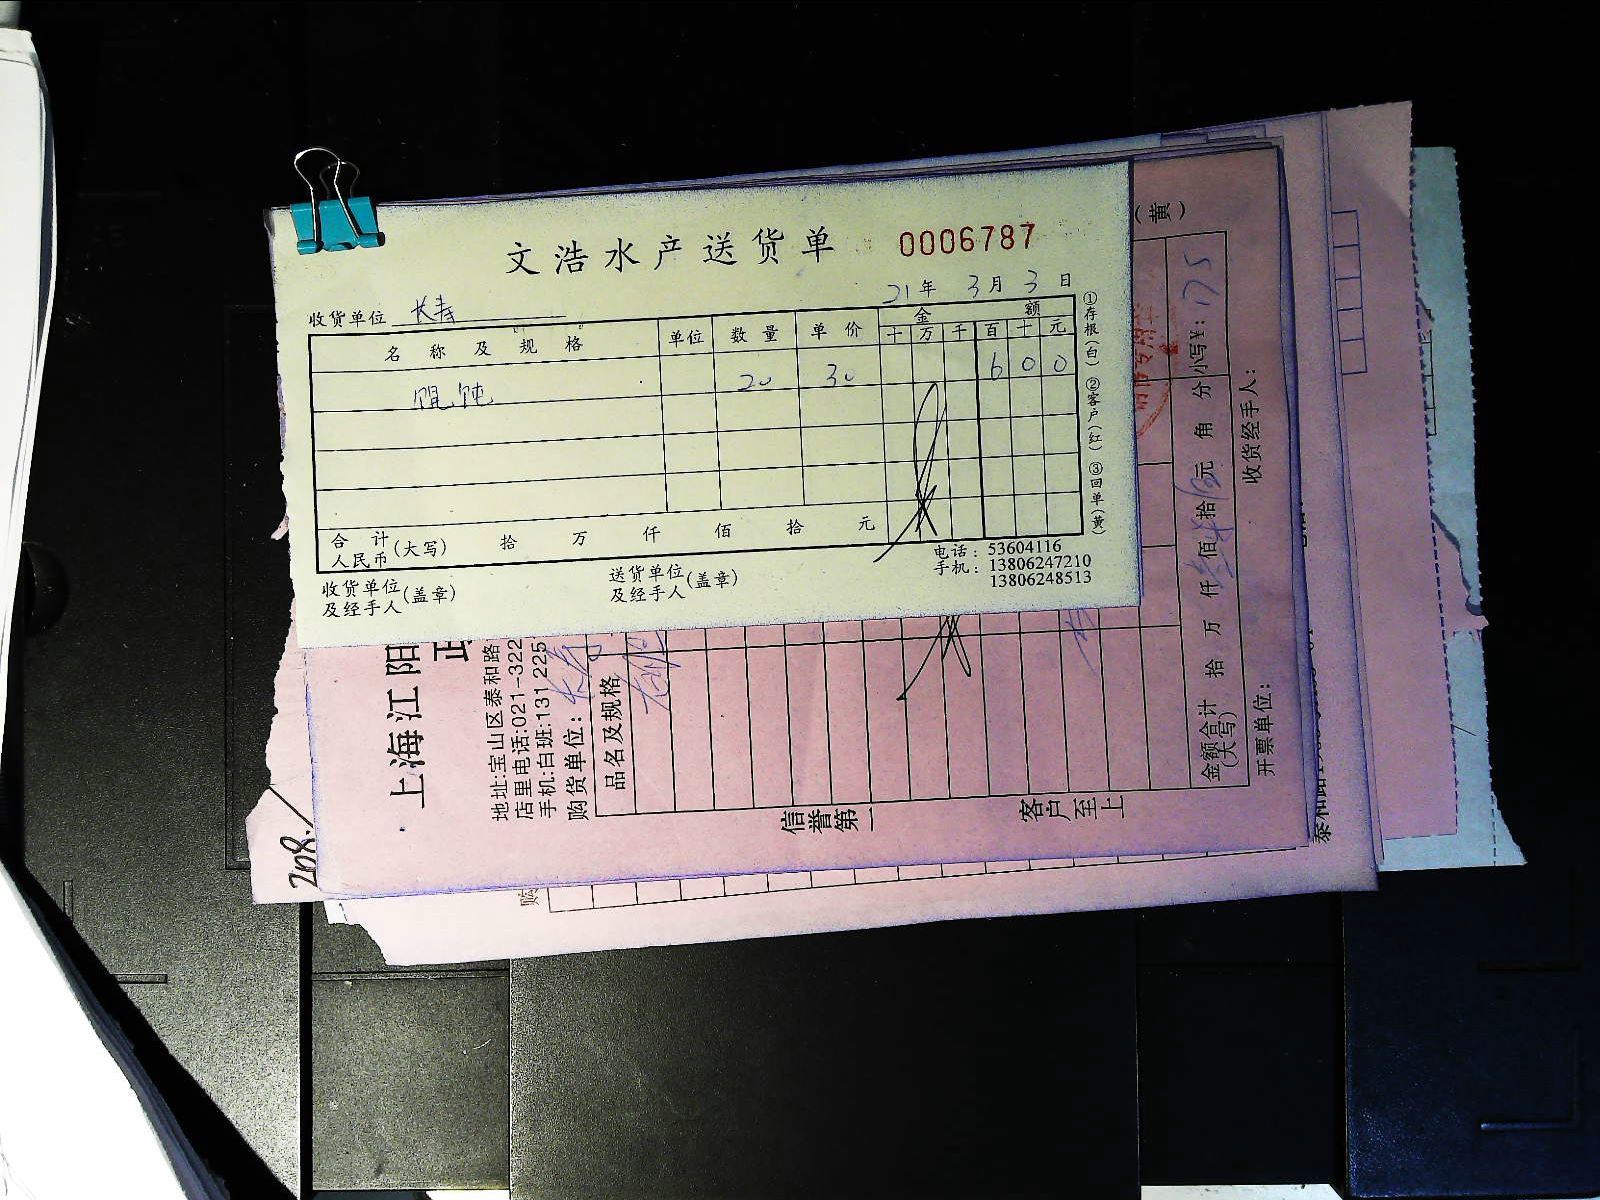 文浩水产送货单 0006787
21年 3月 3日
收货单位 长寿
名称及规格 单位 数量 单价 金额
十 万 千 百 十 元
馄饨 20 30 6 0 0
合计 人民币(大写) 拾 万 仟 佰 拾 元
收货单位及经手人(盖章) 送货单位及经手人(盖章)
电话：53604116
手机：13806247210
13806248513
①存根(白) ②客户(红) ③回单(黄)
(黄)
上海江阳
地址:宝山区泰和路
店里电话:021-322
手机:白班:131 225
购货单位： 长寿
品名及规格
金额合计(大写) 拾 万 仟 佰 拾 元 角 分 小写￥:
开票单位： 收货经手人：
信誉第一 客户至上
208./